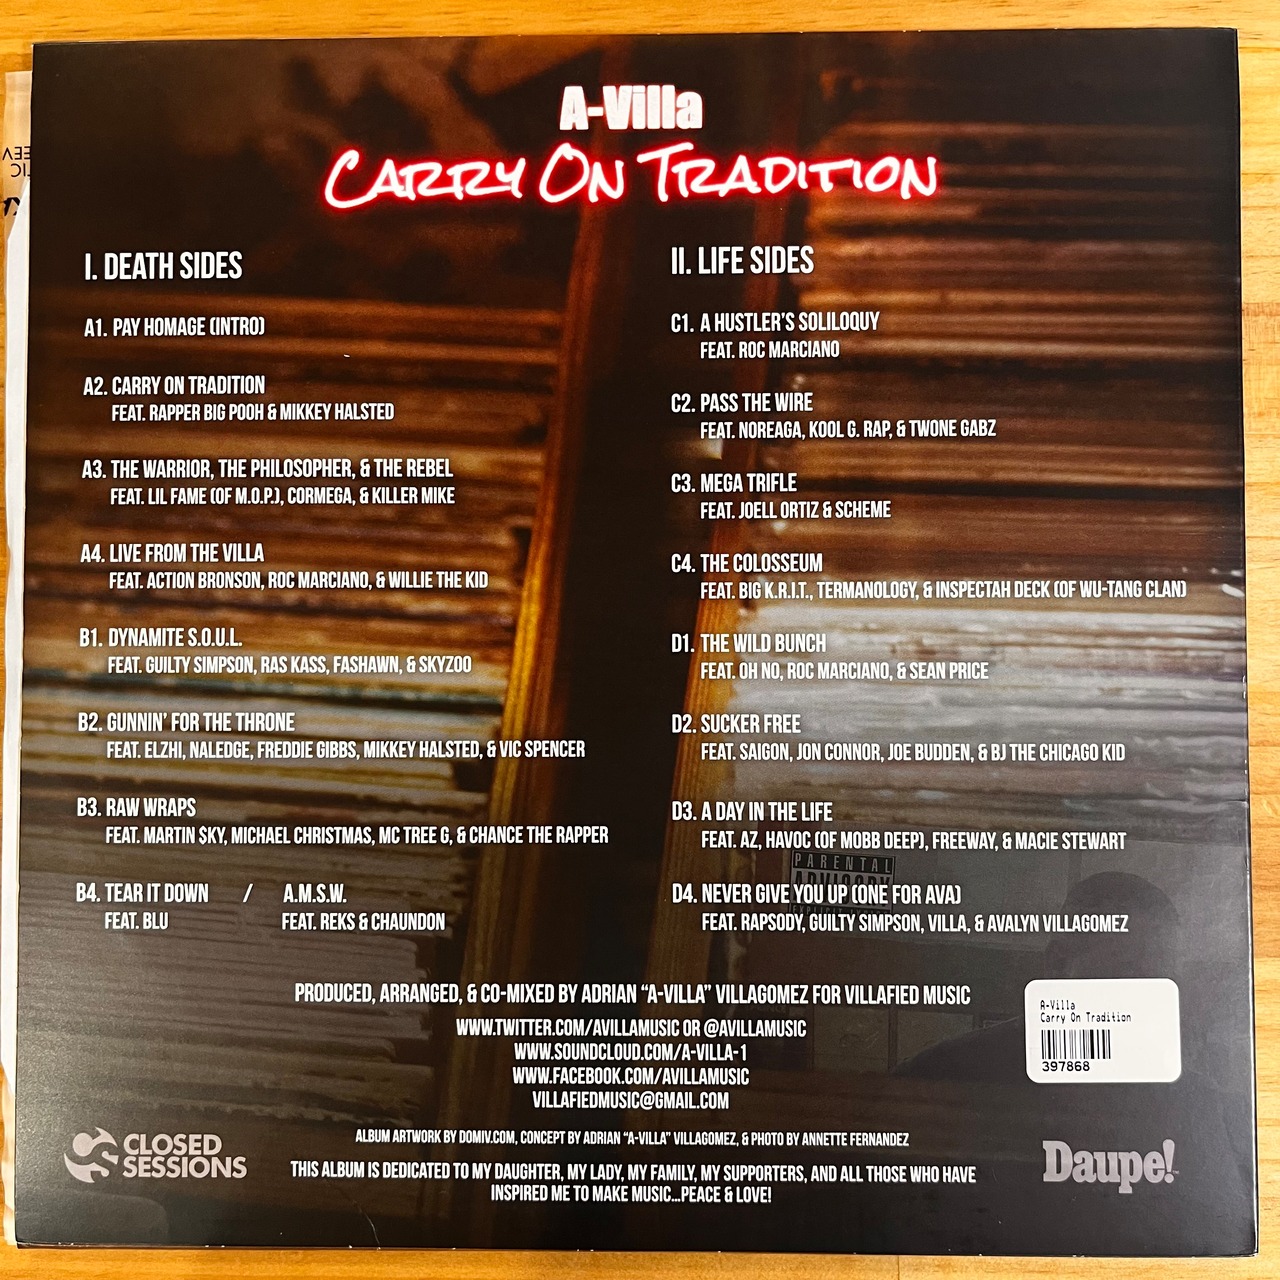 A-Villa
CARRY ON TRADITION
I. DEATH SIDES
A1. PAY HOMAGE (INTRO)
A2. CARRY ON TRADITION
FEAT. RAPPER BIG POOH & MIKKEY HALSTED
A3. THE WARRIOR, THE PHILOSOPHER, & THE REBEL
FEAT. LIL FAME (OF M.O.P.), CORMEGA, & KILLER MIKE
A4. LIVE FROM THE VILLA
FEAT. ACTION BRONSON, ROC MARCIANO, & WILLIE THE KID
B1. DYNAMITE S.O.U.L.
FEAT. GUILTY SIMPSON, RAS KASS, FASHAWN, & SKYZOO
B2. GUNNIN' FOR THE THRONE
FEAT. ELZHI, NALEDGE, FREDDIE GIBBS, MIKKEY HALSTED, & VIC SPENCER
B3. RAW WRAPS
FEAT. MARTIN $KY, MICHAEL CHRISTMAS, MC TREE G, & CHANCE THE RAPPER
B4. TEAR IT DOWN / A.M.S.W.
FEAT. BLU FEAT. REKS & CHAUNDON
II. LIFE SIDES
C1. A HUSTLER'S SOLILOQUY
FEAT. ROC MARCIANO
C2. PASS THE WIRE
FEAT. NOREAGA, KOOL G. RAP, & TWONE GABZ
C3. MEGA TRIFLE
FEAT. JOELL ORTIZ & SCHEME
C4. THE COLOSSEUM
FEAT. BIG K.R.I.T., TERMANOLOGY, & INSPECTAH DECK (OF WU-TANG CLAN)
D1. THE WILD BUNCH
FEAT. OH NO, ROC MARCIANO, & SEAN PRICE
D2. SUCKER FREE
FEAT. SAIGON, JON CONNOR, JOE BUDDEN, & BJ THE CHICAGO KID
D3. A DAY IN THE LIFE
FEAT. AZ, HAVOC (OF MOBB DEEP), FREEWAY, & MACIE STEWART
PARENTAL
ADVISORY
D4. NEVER GIVE YOU UP (ONE FOR AVA)
FEAT. RAPSODY, GUILTY SIMPSON, VILLA, & AVALYN VILLAGOMEZ
PRODUCED, ARRANGED, & CO-MIXED BY ADRIAN "A-VILLA" VILLAGOMEZ FOR VILLAFIED MUSIC
WWW.TWITTER.COM/AVILLAMUSIC OR @AVILLAMUSIC
WWW.SOUNDCLOUD.COM/A-VILLA-1
WWW.FACEBOOK.COM/AVILLAMUSIC
VILLAFIEDMUSIC@GMAIL.COM
A-Villa
Carry On Tradition
397868
ALBUM ARTWORK BY DOMIV.COM, CONCEPT BY ADRIAN "A-VILLA" VILLAGOMEZ, & PHOTO BY ANNETTE FERNANDEZ
THIS ALBUM IS DEDICATED TO MY DAUGHTER, MY LADY, MY FAMILY, MY SUPPORTERS, AND ALL THOSE WHO HAVE
INSPIRED ME TO MAKE MUSIC...PEACE & LOVE!
CLOSED
SESSIONS
Daupe!